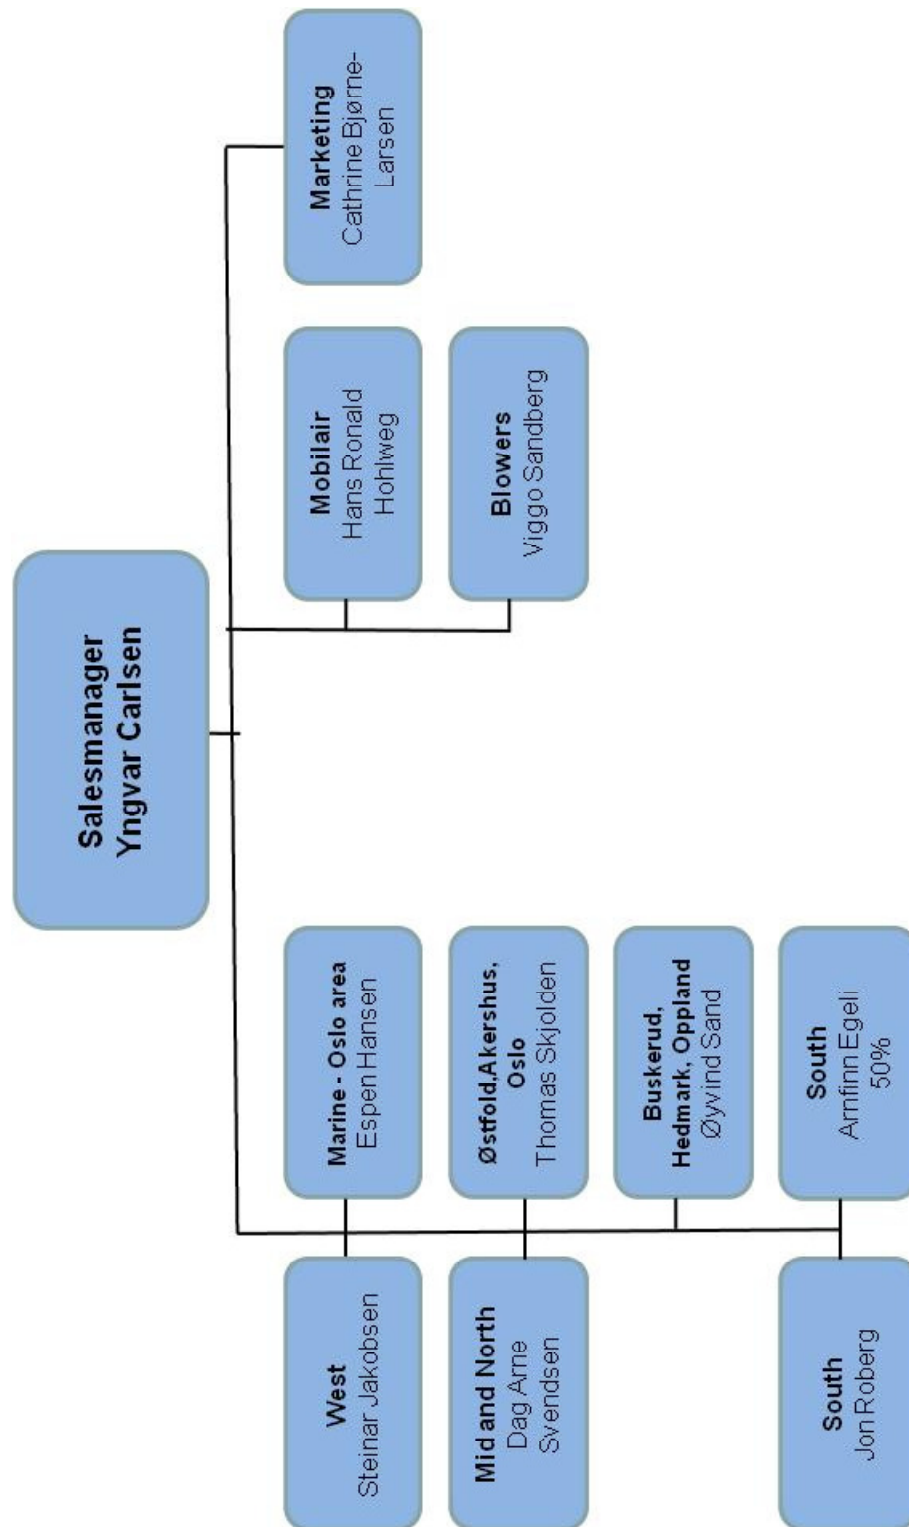 Salesmanager
Yngvar Carlsen
West
Steinar Jakobsen
Marine - Oslo area
Espen Hansen
Mobilair
Hans Ronald
Hohlweg
Marketing
Cathrine Bjørne-
Larsen
Mid and North
Dag Arne
Svendsen
Østfold,Akershus,
Oslo
Thomas Skjolden
Blowers
Viggo Sandberg
Buskerud,
Hedmark, Oppland
Øyvind Sand
South
Jon Roberg
South
Arnfinn Egeli
50%